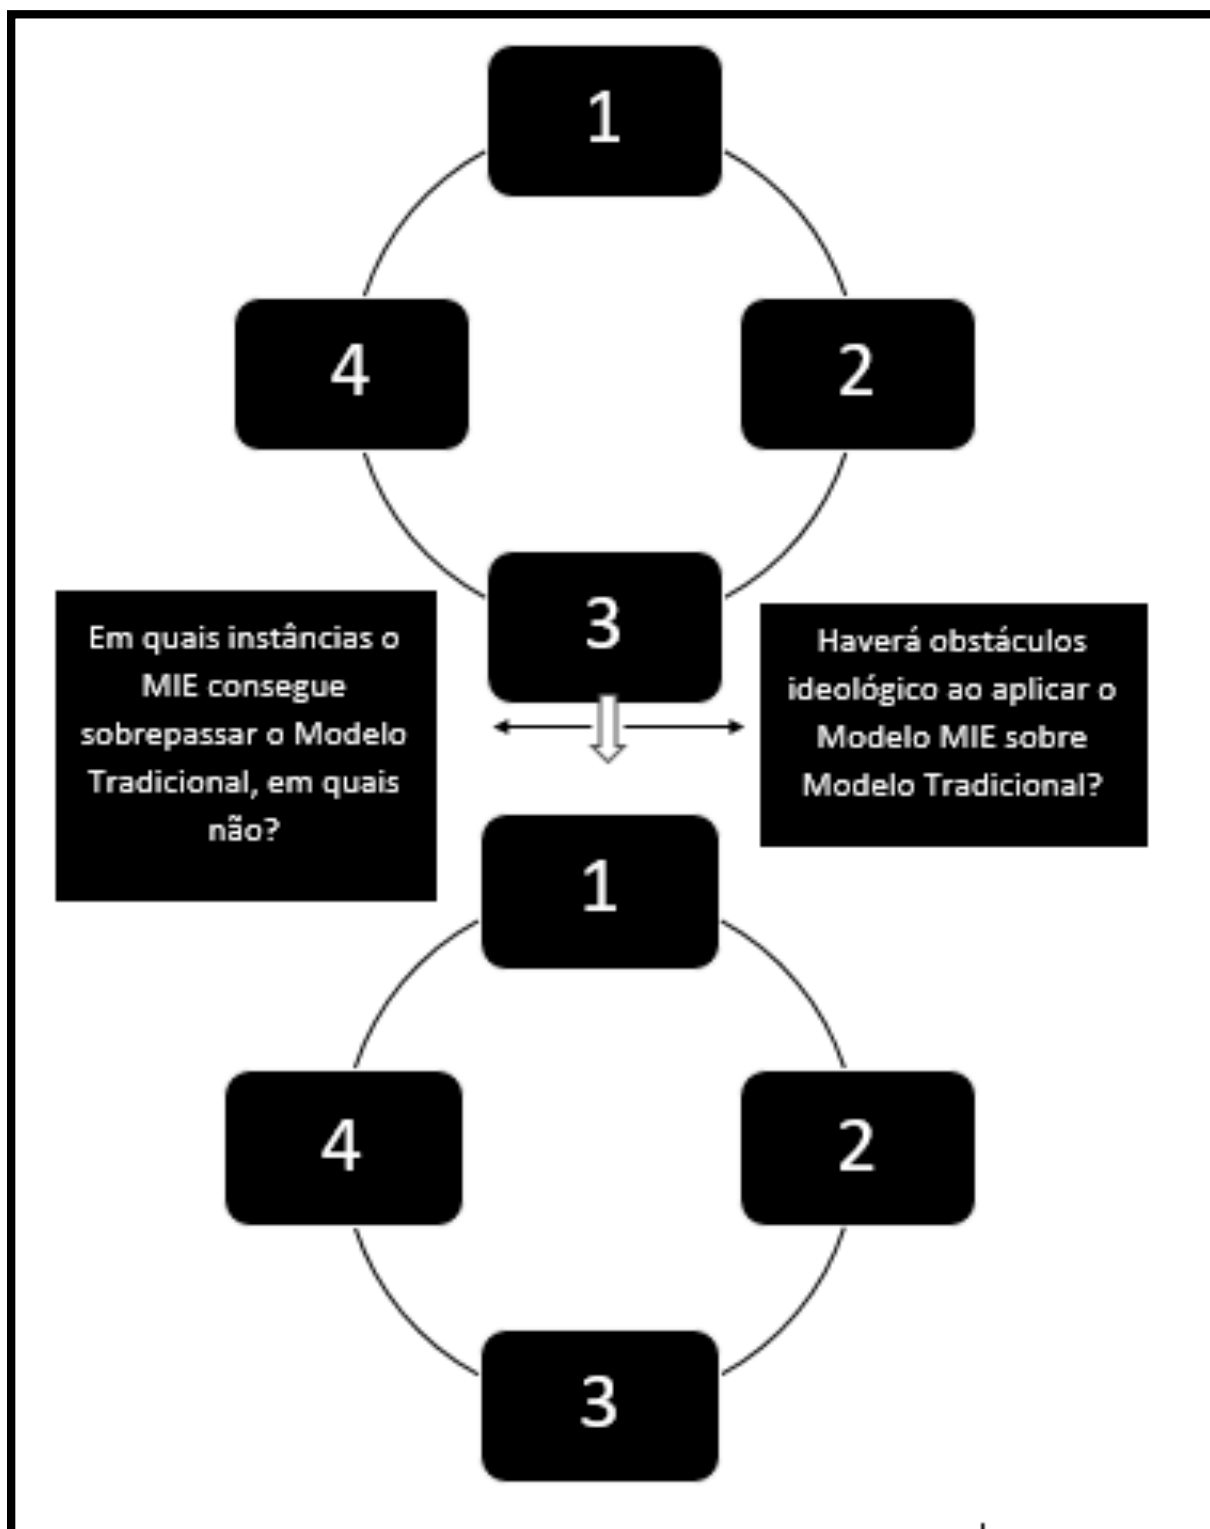 1
4
2
3
Em quais instâncias o
MIE consegue
sobrepassar o Modelo
Tradicional, em quais
não?
Haverá obstáculos
ideológico ao aplicar o
Modelo MIE sobre
Modelo Tradicional?
1
4
2
3